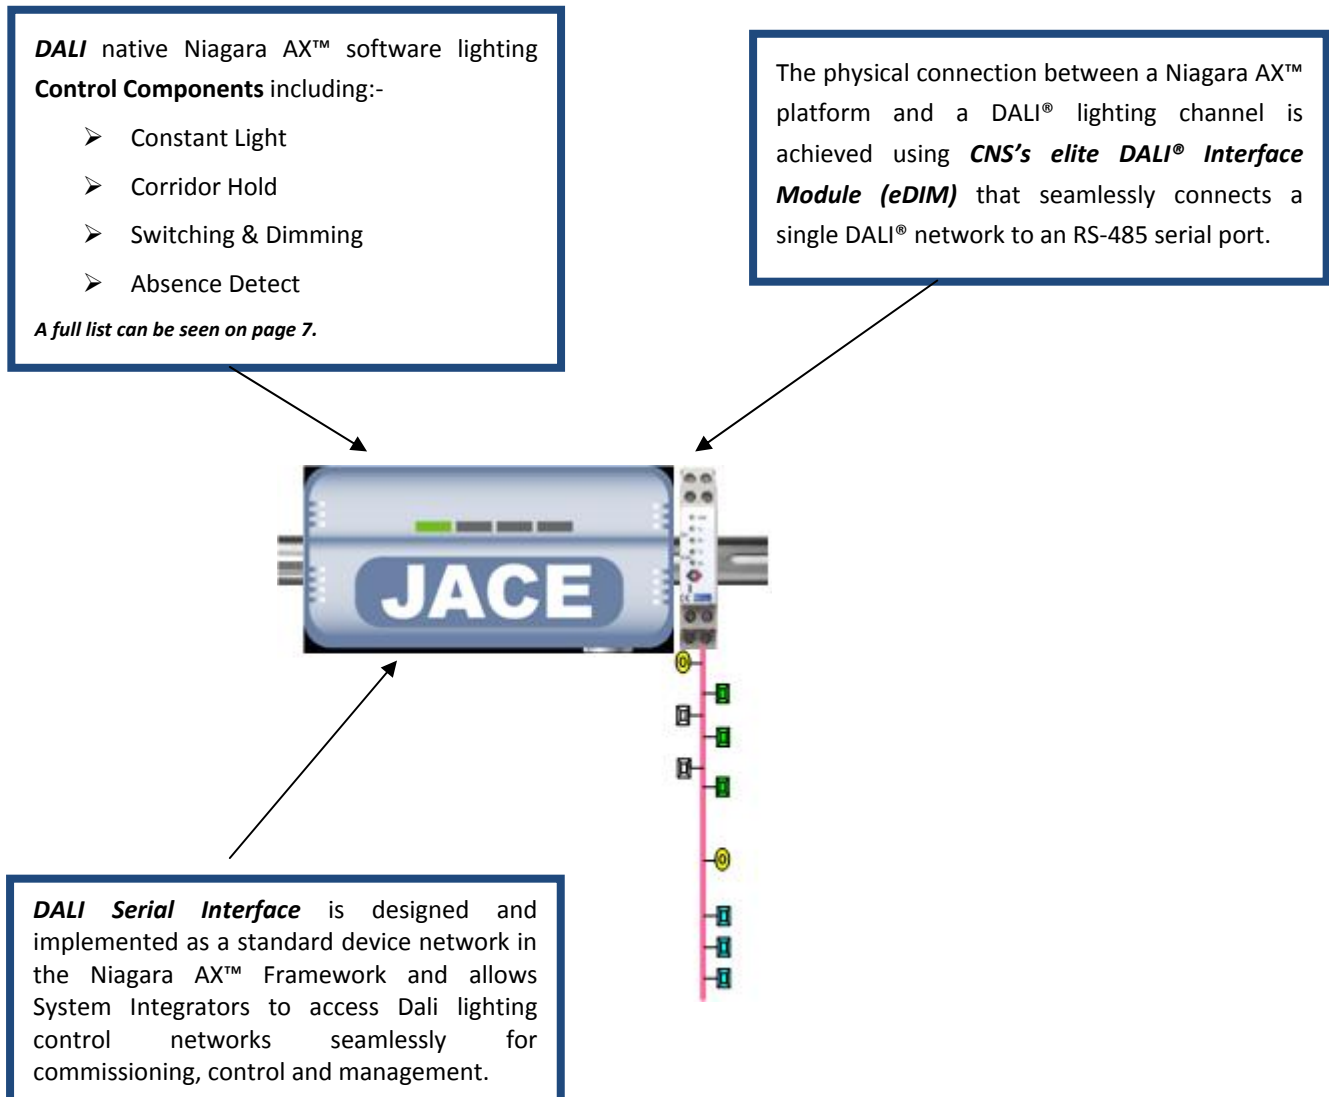 DALI native Niagara AX™ software lighting
Control Components including:-
➢ Constant Light
➢ Corridor Hold
➢ Switching & Dimming
➢ Absence Detect
A full list can be seen on page 7.
The physical connection between a Niagara AX™
platform and a DALI® lighting channel is
achieved using CNS's elite DALI® Interface
Module (eDIM) that seamlessly connects a
single DALI® network to an RS-485 serial port.
JACE
DALI Serial Interface is designed and
implemented as a standard device network in
the Niagara AX™ Framework and allows
System Integrators to access Dali lighting
control networks seamlessly for
commissioning, control and management.